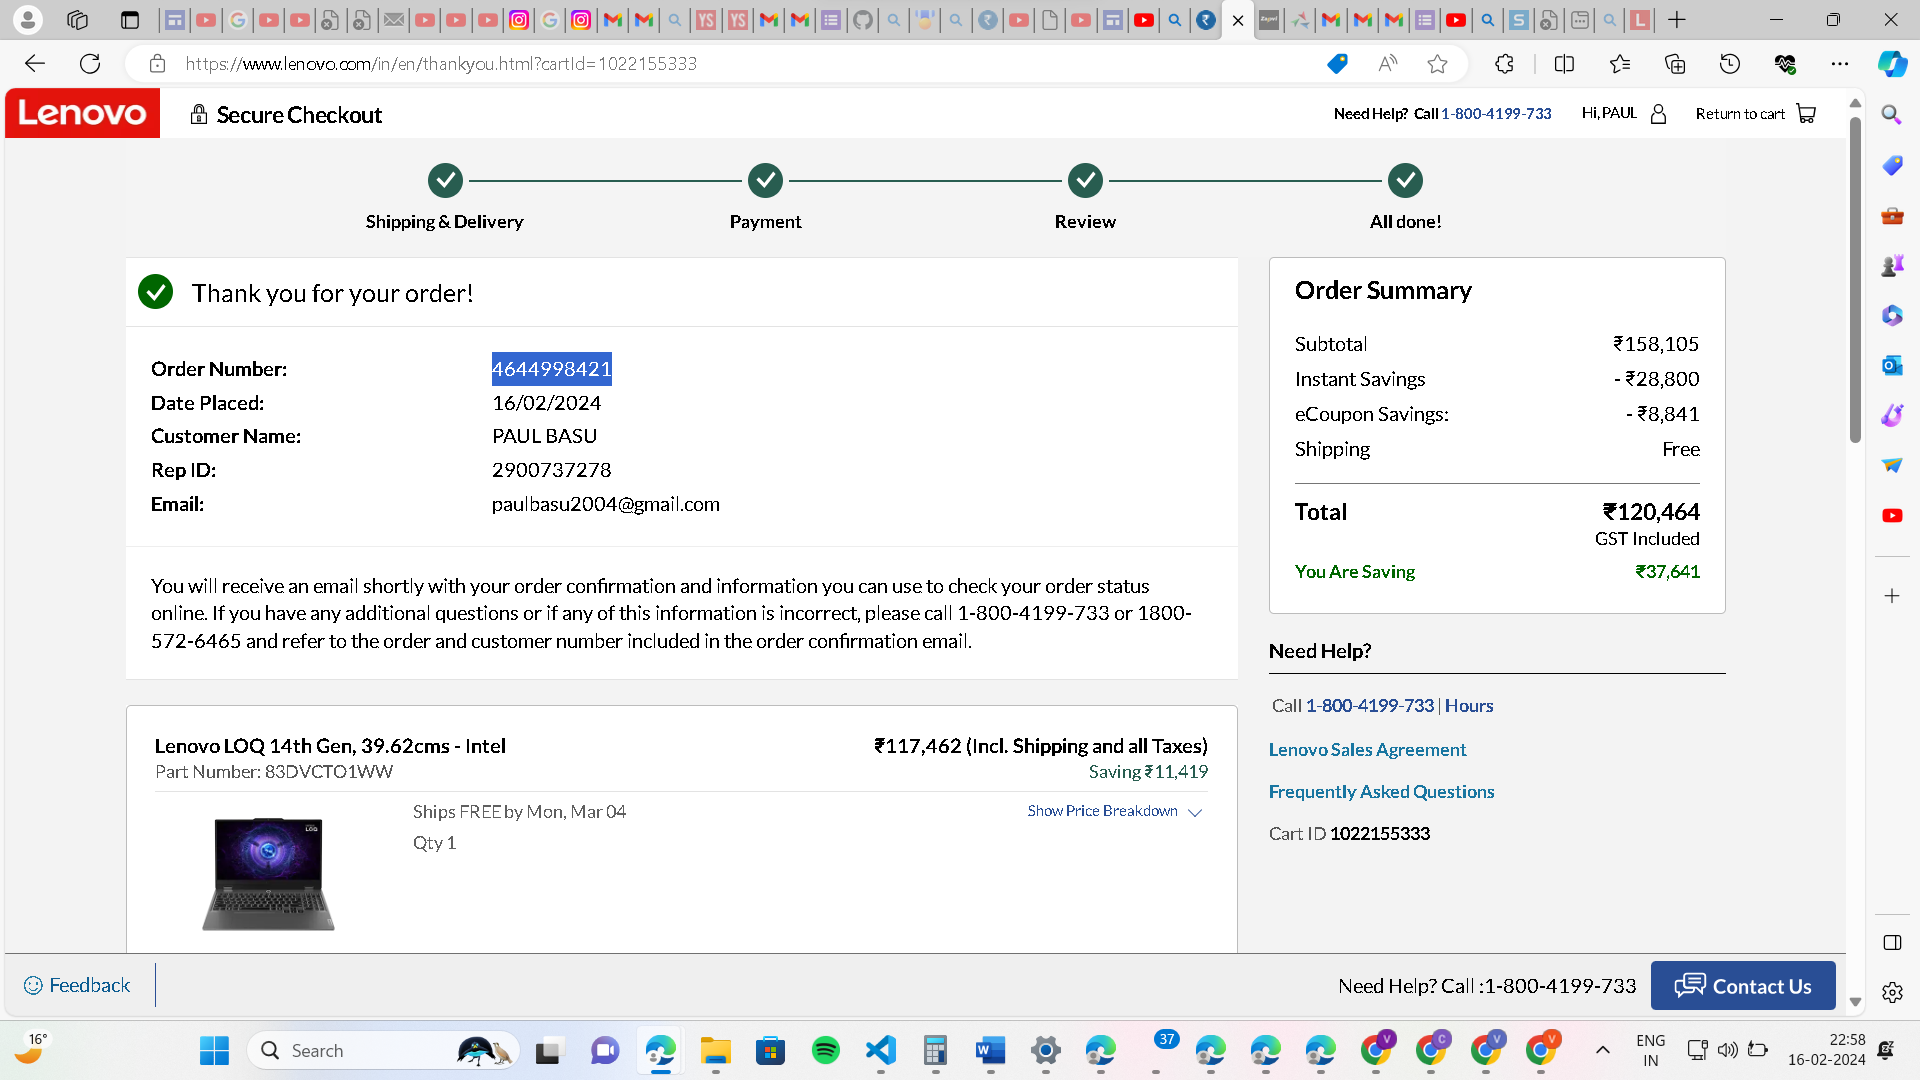 https://www.lenovo.com/in/en/thankyou.html?cartId=1022155333
Lenovo
Secure Checkout
Need Help? Call 1-800-4199-733
Hi, PAUL
Return to cart
Shipping & Delivery
Payment
Review
All done!
Thank you for your order!
Order Number: 4644998421
Date Placed: 16/02/2024
Customer Name: PAUL BASU
Rep ID: 2900737278
Email: paulbasu2004@gmail.com
You will receive an email shortly with your order confirmation and information you can use to check your order status
online. If you have any additional questions or if any of this information is incorrect, please call 1-800-4199-733 or 1800-
572-6465 and refer to the order and customer number included in the order confirmation email.
Order Summary
Subtotal ₹158,105
Instant Savings - ₹28,800
eCoupon Savings: - ₹8,841
Shipping Free
Total ₹120,464
GST Included
You Are Saving ₹37,641
Need Help?
Call 1-800-4199-733 | Hours
Lenovo Sales Agreement
Frequently Asked Questions
Cart ID 1022155333
Lenovo LOQ 14th Gen, 39.62cms - Intel ₹117,462 (Incl. Shipping and all Taxes)
Part Number: 83DVCTO1WW Saving ₹11,419
Ships FREE by Mon, Mar 04 Show Price Breakdown
Qty 1
LOQ
Feedback
Need Help? Call :1-800-4199-733
Contact Us
16°
Search
37
ENG
IN
22:58
16-02-2024